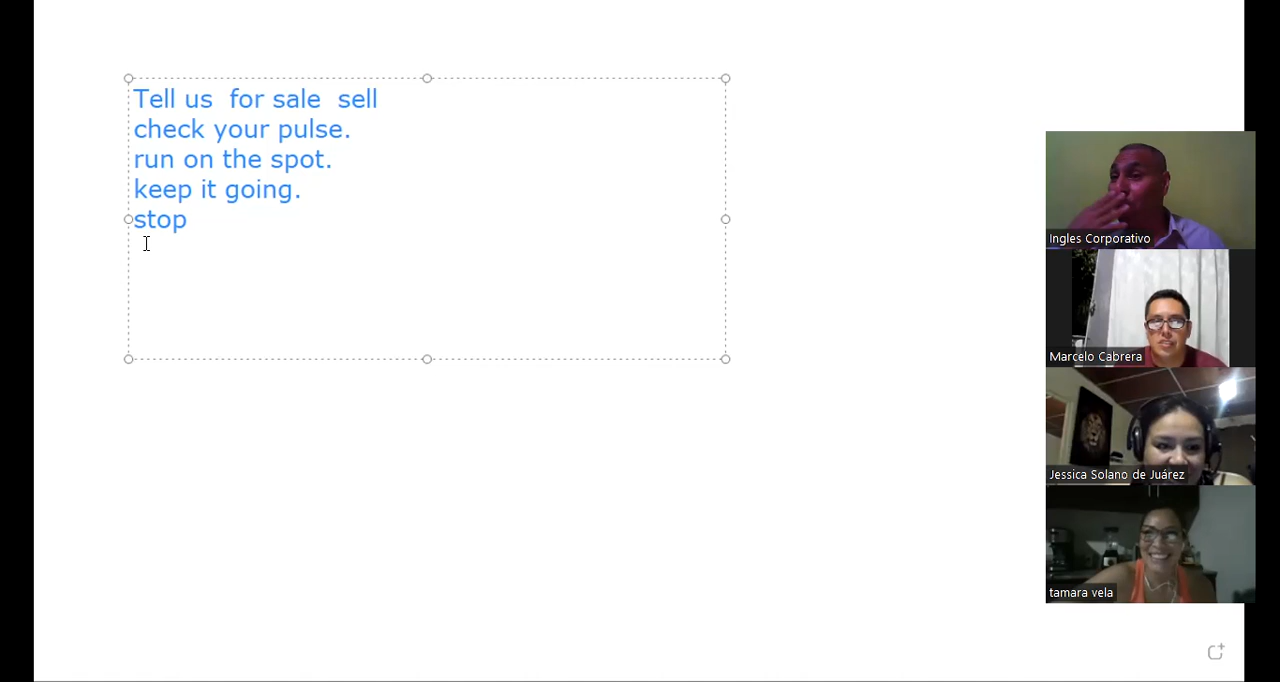 Tell us  for sale  sell
check your pulse.
run on the spot.
keep it going.
stop
Ingles Corporativo
Marcelo Cabrera
Jessica Solano de Juárez
tamara vela